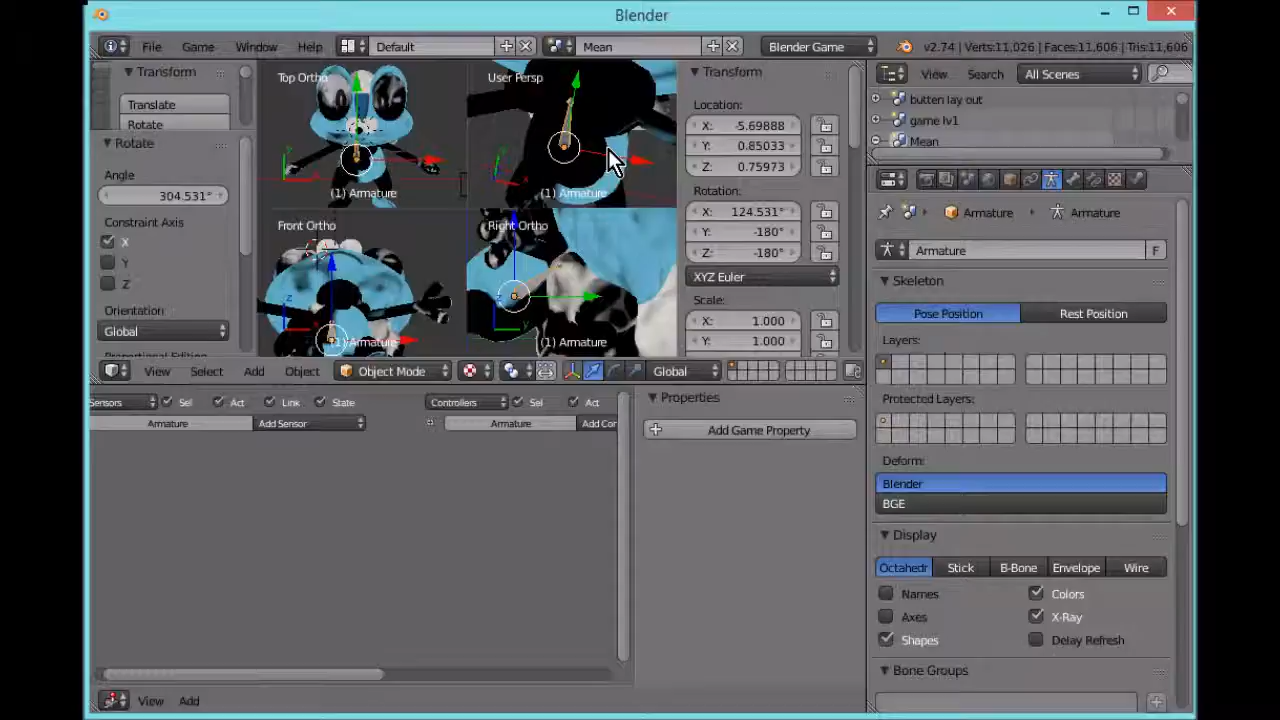 Blender
File Game Window Help Default Mean Blender Game v2.74 | Verts:11,026 | Faces:11,606 | Tris:11,606
Transform
Translate
Rotate
Rotate
Angle
304.531°
Constraint Axis
X
Y
Z
Orientation
Global
Top Ortho
(1) Armature
User Persp
(1) Armature
Front Ortho
(1) Armature
Right Ortho
(1) Armature
Transform
Location:
X: -5.69888
Y: 0.85033
Z: 0.75973
Rotation:
X: 124.531°
Y: -180°
Z: -180°
XYZ Euler
Scale:
X: 1.000
Y: 1.000
View Select Add Object Object Mode Global
Sensors Sel Act Link State Controllers Sel Act
Armature Add Sensor Armature Add Con
Properties
Add Game Property
View Add
View Search All Scenes
butten lay out
game lv1
Mean
Armature Armature
Armature F
Skeleton
Pose Position Rest Position
Layers:
Protected Layers:
Deform:
Blender
BGE
Display
Octahedr Stick B-Bone Envelope Wire
Names Colors
Axes X-Ray
Shapes Delay Refresh
Bone Groups